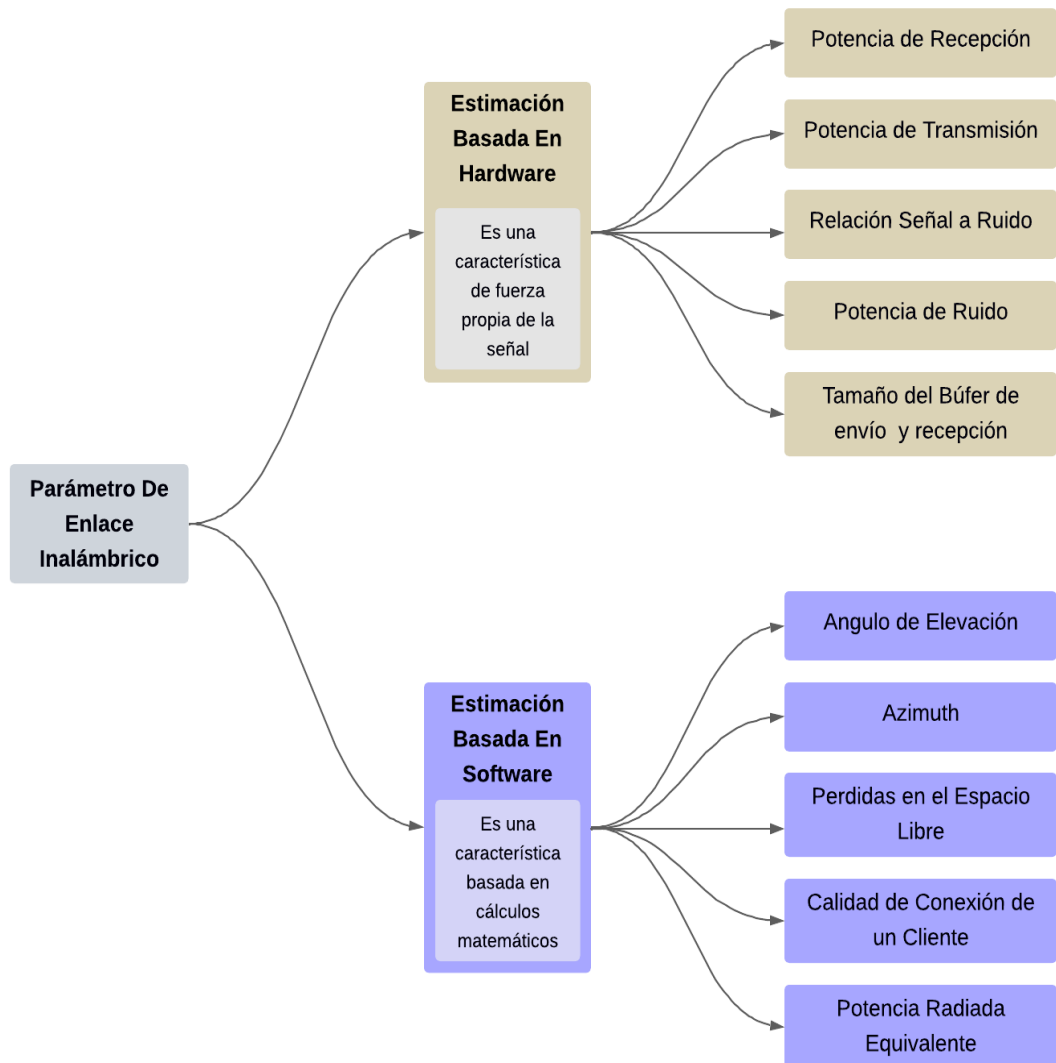 Parámetro De
Enlace
Inalámbrico
Estimación
Basada En
Hardware
Es una
característica
de fuerza
propia de la
señal
Potencia de Recepción
Potencia de Transmisión
Relación Señal a Ruido
Potencia de Ruido
Tamaño del Búfer de
envío y recepción
Estimación
Basada En
Software
Es una
característica
basada en
cálculos
matemáticos
Angulo de Elevación
Azimuth
Perdidas en el Espacio
Libre
Calidad de Conexión de
un Cliente
Potencia Radiada
Equivalente